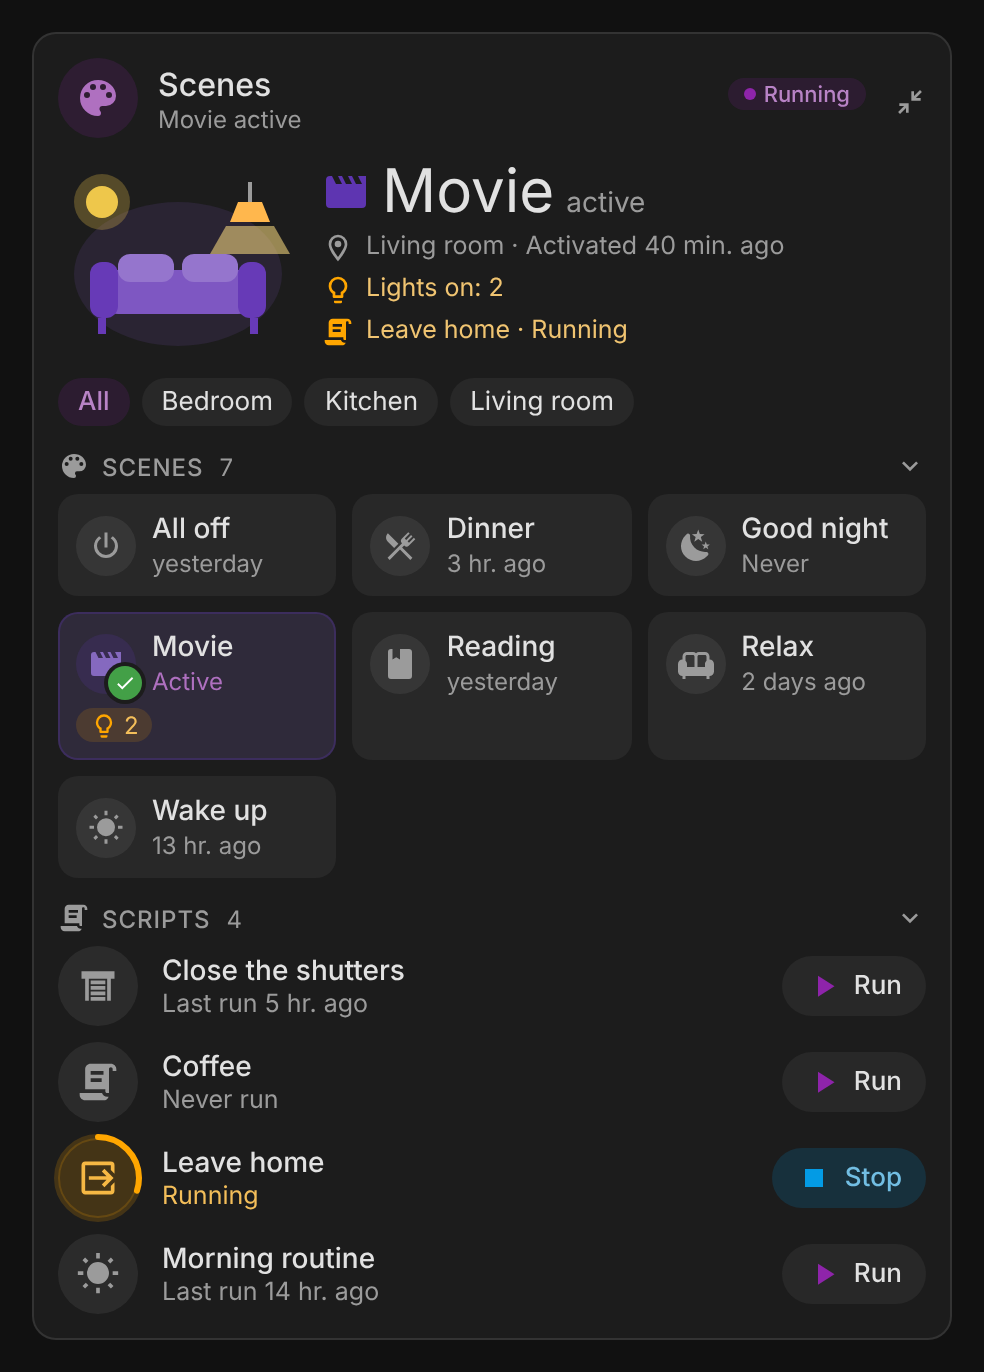 Scenes
Movie active
Running
Movie active
Living room · Activated 40 min. ago
Lights on: 2
Leave home · Running
All
Bedroom
Kitchen
Living room
SCENES 7
All off
yesterday
Dinner
3 hr. ago
Good night
Never
Movie
Active
2
Reading
yesterday
Relax
2 days ago
Wake up
13 hr. ago
SCRIPTS 4
Close the shutters
Last run 5 hr. ago
Run
Coffee
Never run
Run
Leave home
Running
Stop
Morning routine
Last run 14 hr. ago
Run